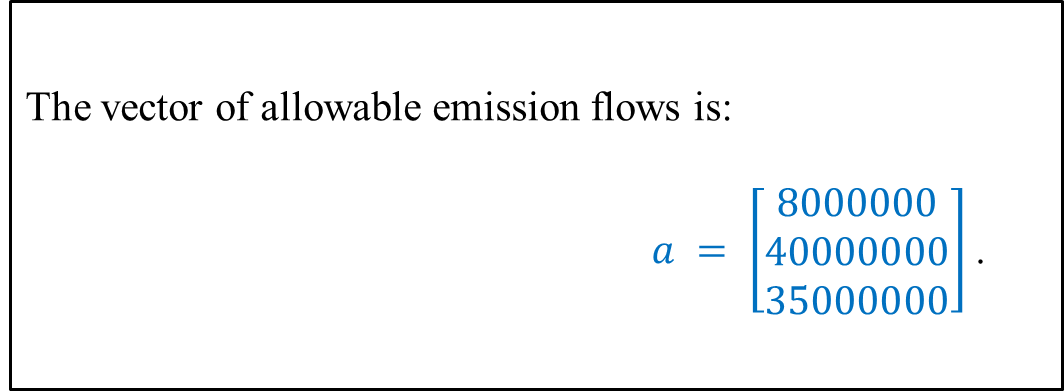 The vector of allowable emission flows is:
8000000
a = [40000000] .
35000000